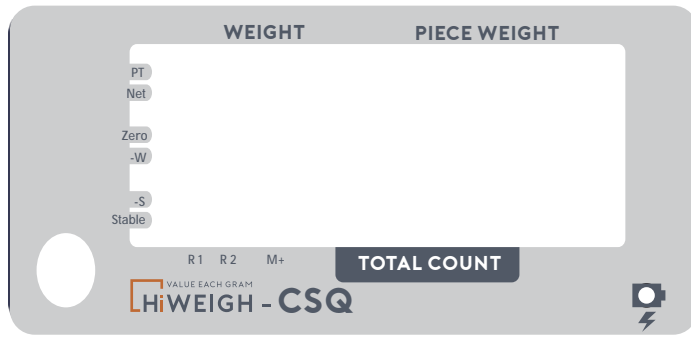 WEIGHT PIECE WEIGHT
PT
Net
Zero
-W
-S
Stable
R1 R2 M+ TOTAL COUNT
VALUE EACH GRAM
HiWEIGH - CSQ